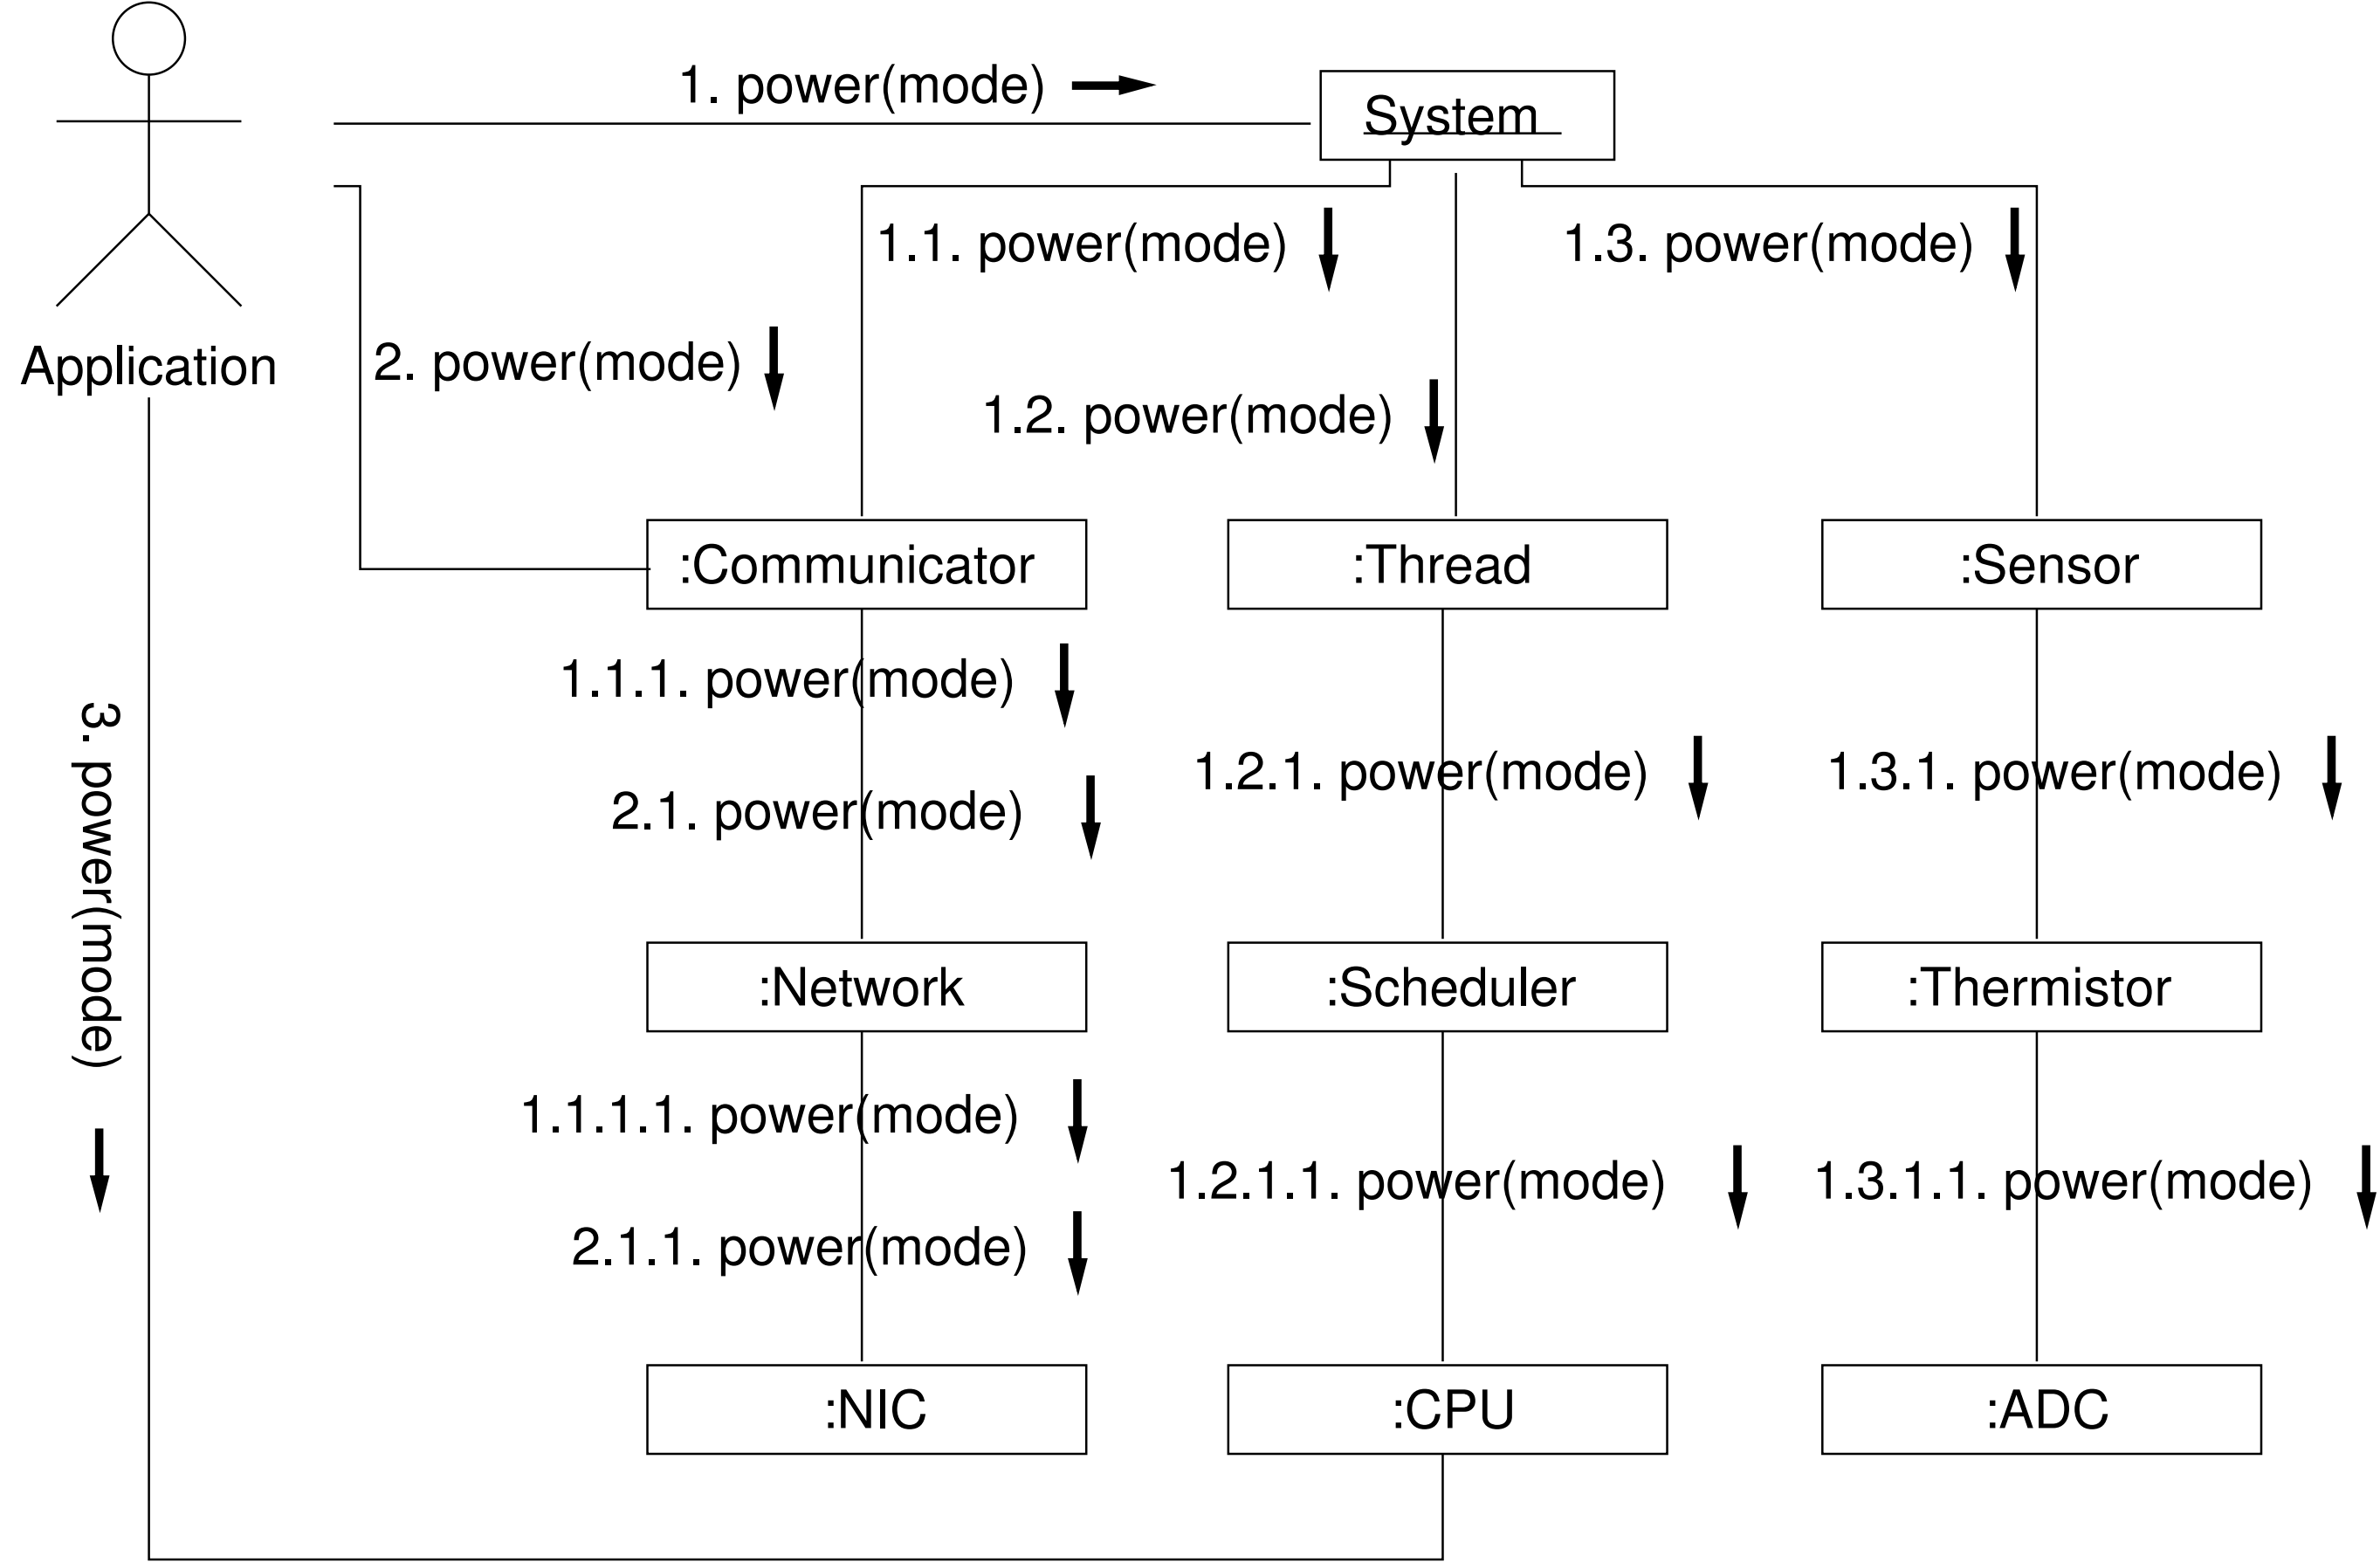 1. power(mode)
System
1.1. power(mode)
1.3. power(mode)
Application
2. power(mode)
1.2. power(mode)
:Communicator
:Thread
:Sensor
1.1.1. power(mode)
1.2.1. power(mode)
1.3.1. power(mode)
2.1. power(mode)
3. power(mode)
:Network
:Scheduler
:Thermistor
1.1.1.1. power(mode)
1.2.1.1. power(mode)
1.3.1.1. power(mode)
2.1.1. power(mode)
:NIC
:CPU
:ADC